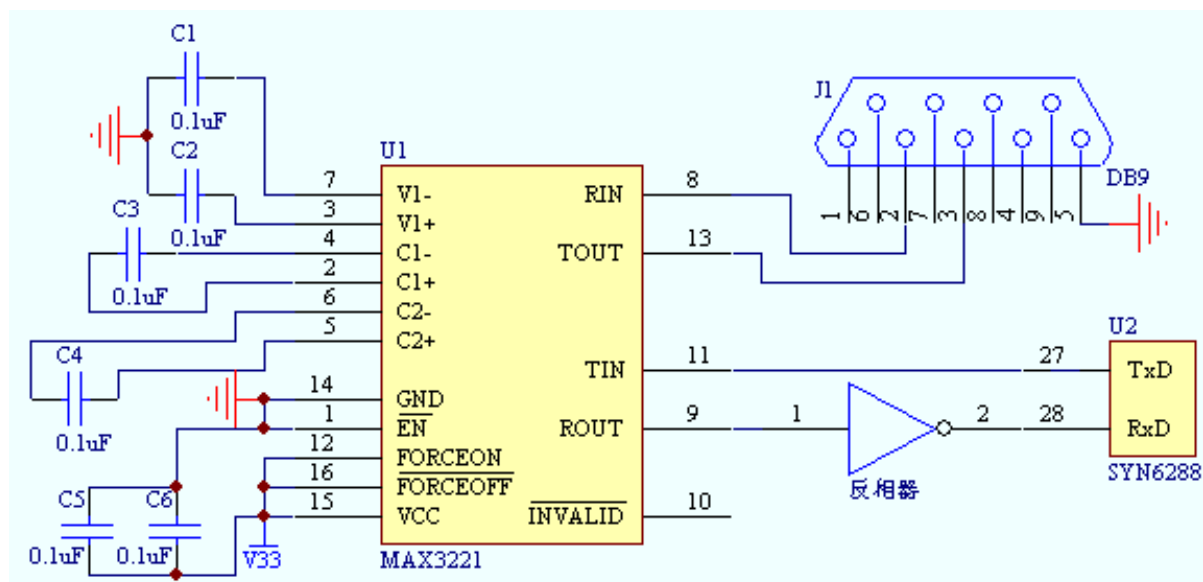 C1
0.1uF
C2
0.1uF
C3
0.1uF
C4
0.1uF
C5
0.1uF
C6
0.1uF
V33
U1
7 V1-
3 V1+
4 C1-
2 C1+
6 C2-
5 C2+
14 GND
1 EN
12 FORCEON
16 FORCEOFF
15 VCC
RIN 8
TOUT 13
TIN 11
ROUT 9
INVALID 10
MAX3221
J1
DB9
1 6 2 7 3 8 4 9 5
1
2
反相器
U2
27 TxD
28 RxD
SYN6288